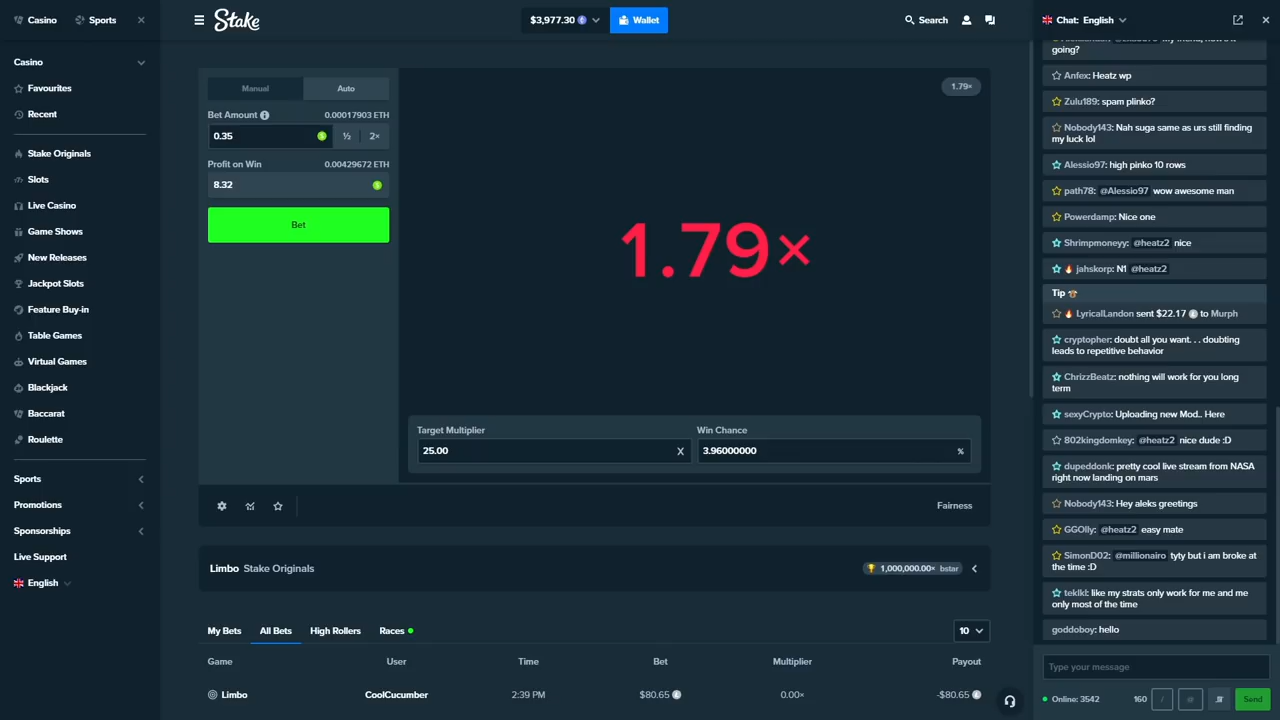 Casino
Sports
Stake
$3,977.30
Wallet
Search
Chat: English
Casino
Favourites
Recent
Stake Originals
Slots
Live Casino
Game Shows
New Releases
Jackpot Slots
Feature Buy-in
Table Games
Virtual Games
Blackjack
Baccarat
Roulette
Sports
Promotions
Sponsorships
Live Support
English
Manual
Auto
Bet Amount
0.00017903 ETH
0.35
½
2×
Profit on Win
0.00429672 ETH
8.32
Bet
1.79×
1.79×
Target Multiplier
25.00
X
Win Chance
3.96000000
%
Fairness
Limbo Stake Originals
1,000,000.00× bstar
My Bets
All Bets
High Rollers
Races
10
Game
User
Time
Bet
Multiplier
Payout
Limbo
CoolCucumber
2:39 PM
$80.65
0.00×
-$80.65
going?
Anfex: Heatz wp
Zulu189: spam plinko?
Nobody143: Nah suga same as urs still finding
my luck lol
Alessio97: high pinko 10 rows
path78: @Alessio97 wow awesome man
Powerdamp: Nice one
Shrimpmoneyy: @heatz2 nice
jahskorp: N1 @heatz2
Tip
LyricalLandon sent $22.17 to Murph
cryptopher: doubt all you want. . . doubting
leads to repetitive behavior
ChrizzBeatz: nothing will work for you long
term
sexyCrypto: Uploading new Mod.. Here
802kingdomkey: @heatz2 nice dude :D
dupeddonk: pretty cool live stream from NASA
right now landing on mars
Nobody143: Hey aleks greetings
GGOlly: @heatz2 easy mate
SimonD02: @millionairo tyty but i am broke at
the time :D
teklkl: like my strats only work for me and me
only most of the time
goddoboy: hello
Type your message
Online: 3542
160
/
@
Send